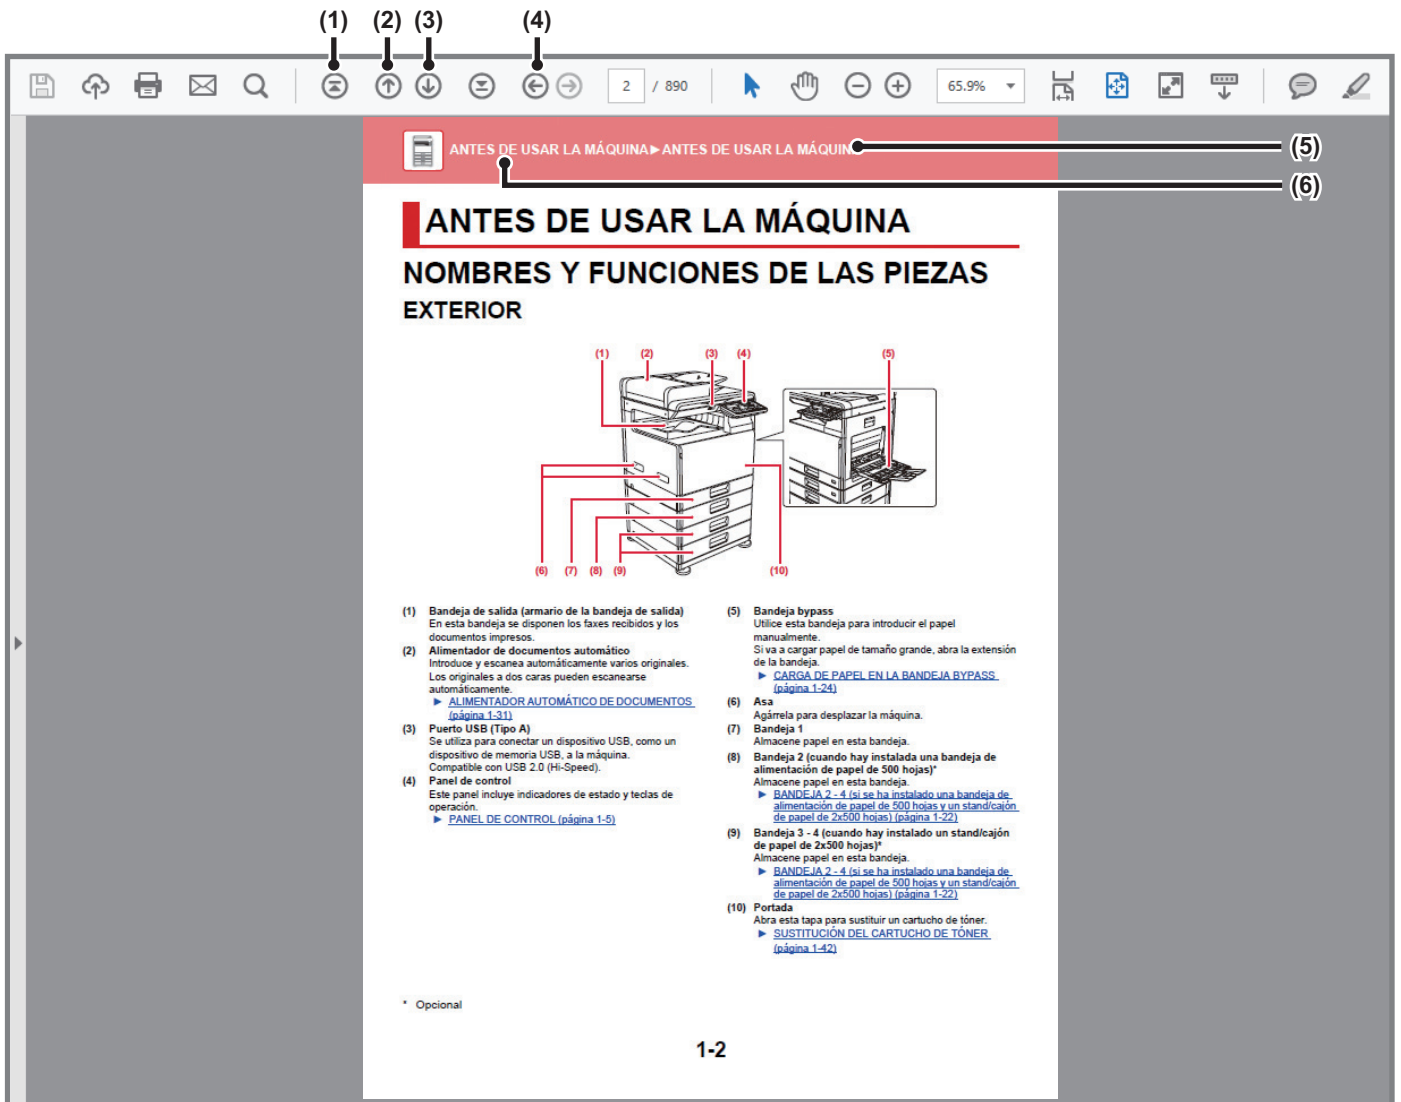 (1) (2) (3) (4)
2 / 890 65.9%
ANTES DE USAR LA MÁQUINA►ANTES DE USAR LA MÁQUINA
(5)
(6)
ANTES DE USAR LA MÁQUINA
NOMBRES Y FUNCIONES DE LAS PIEZAS
EXTERIOR
(1) (2) (3) (4) (5)
(6) (7) (8) (9) (10)
(1) Bandeja de salida (armario de la bandeja de salida)
En esta bandeja se disponen los faxes recibidos y los
documentos impresos.
(2) Alimentador de documentos automático
Introduce y escanea automáticamente varios originales.
Los originales a dos caras pueden escanearse
automáticamente.
► ALIMENTADOR AUTOMÁTICO DE DOCUMENTOS
(página 1-31)
(3) Puerto USB (Tipo A)
Se utiliza para conectar un dispositivo USB, como un
dispositivo de memoria USB, a la máquina.
Compatible con USB 2.0 (Hi-Speed).
(4) Panel de control
Este panel incluye indicadores de estado y teclas de
operación.
► PANEL DE CONTROL (página 1-5)
(5) Bandeja bypass
Utilice esta bandeja para introducir el papel
manualmente.
Si va a cargar papel de tamaño grande, abra la extensión
de la bandeja.
► CARGA DE PAPEL EN LA BANDEJA BYPASS
(página 1-24)
(6) Asa
Agárrela para desplazar la máquina.
(7) Bandeja 1
Almacene papel en esta bandeja.
(8) Bandeja 2 (cuando hay instalada una bandeja de
alimentación de papel de 500 hojas)*
Almacene papel en esta bandeja.
► BANDEJA 2 - 4 (si se ha instalado una bandeja de
alimentación de papel de 500 hojas y un stand/cajón
de papel de 2x500 hojas) (página 1-22)
(9) Bandeja 3 - 4 (cuando hay instalado un stand/cajón
de papel de 2x500 hojas)*
Almacene papel en esta bandeja.
► BANDEJA 2 - 4 (si se ha instalado una bandeja de
alimentación de papel de 500 hojas y un stand/cajón
de papel de 2x500 hojas) (página 1-22)
(10) Portada
Abra esta tapa para sustituir un cartucho de tóner.
► SUSTITUCIÓN DEL CARTUCHO DE TÓNER
(página 1-42)
* Opcional
1-2